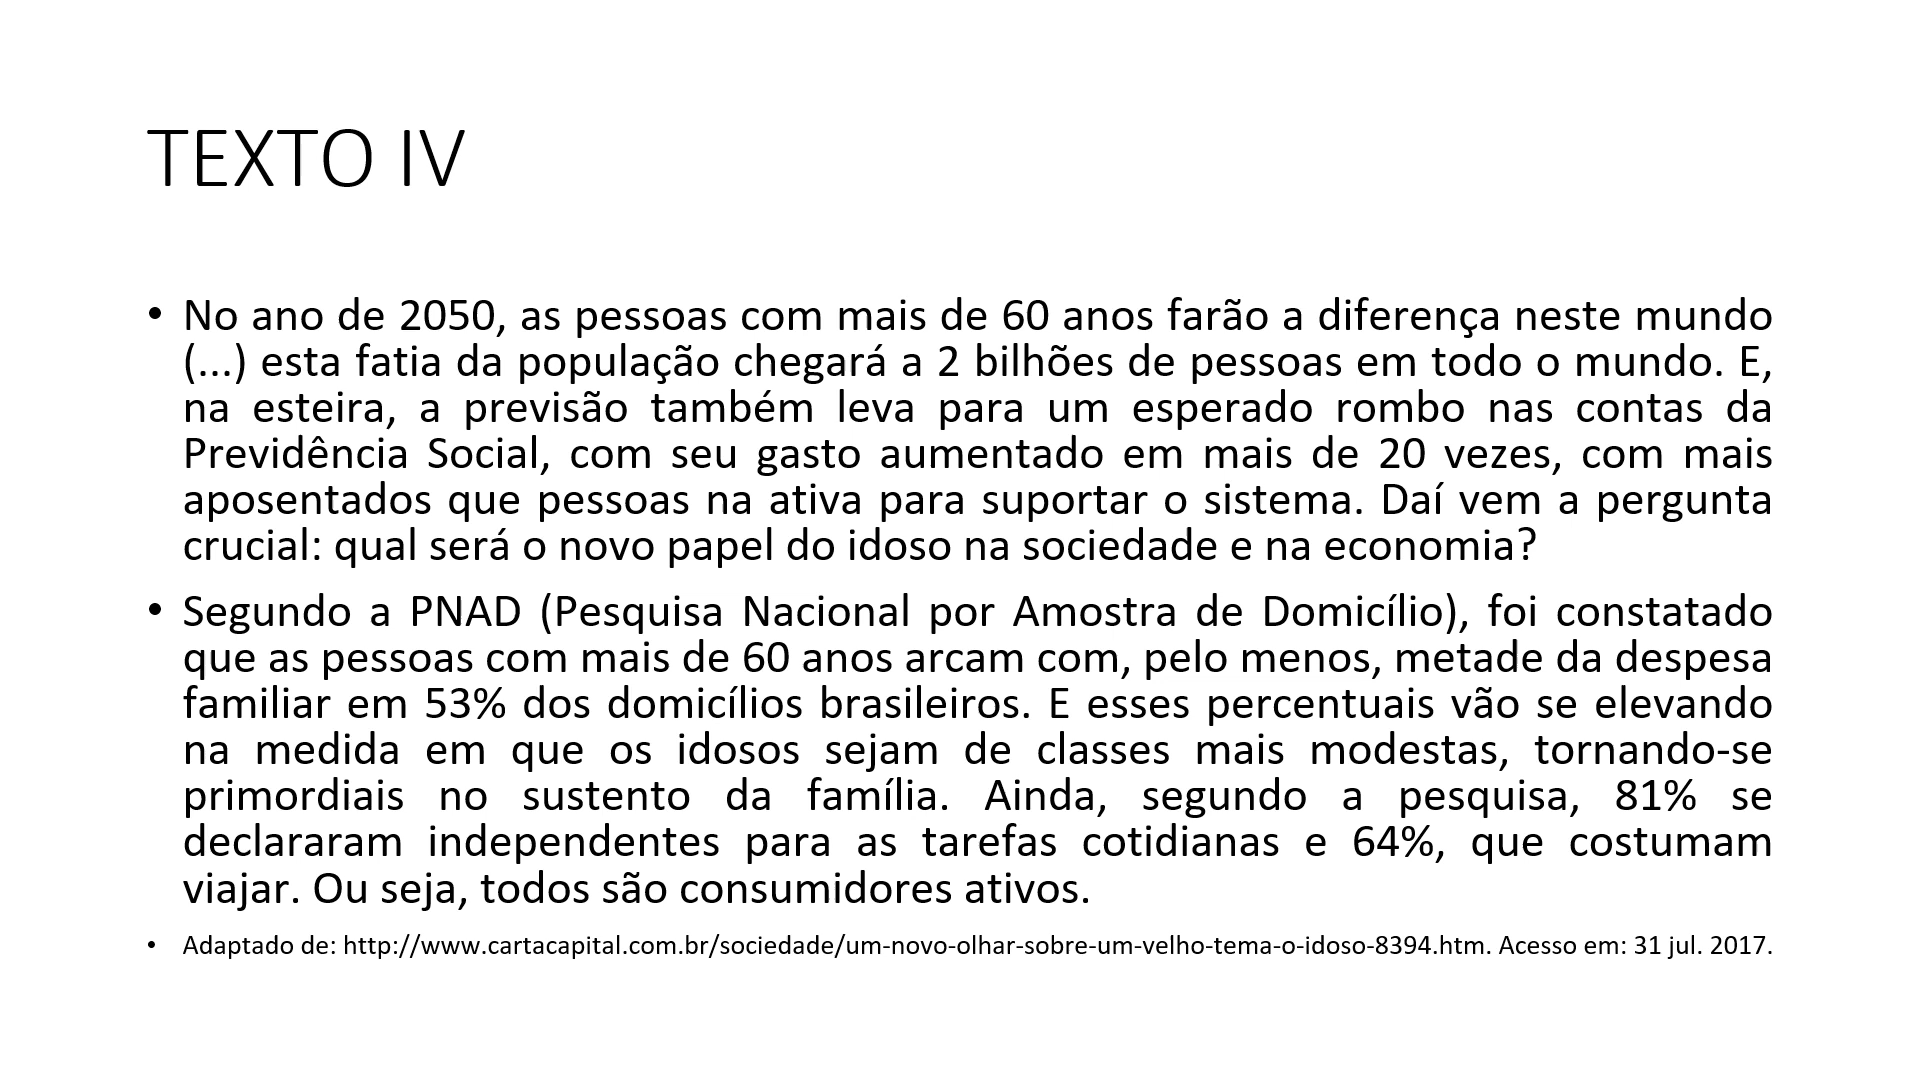 TEXTO IV
• No ano de 2050, as pessoas com mais de 60 anos farão a diferença neste mundo
(...) esta fatia da população chegará a 2 bilhões de pessoas em todo o mundo. E,
na esteira, a previsão também leva para um esperado rombo nas contas da
Previdência Social, com seu gasto aumentado em mais de 20 vezes, com mais
aposentados que pessoas na ativa para suportar o sistema. Daí vem a pergunta
crucial: qual será o novo papel do idoso na sociedade e na economia?
• Segundo a PNAD (Pesquisa Nacional por Amostra de Domicílio), foi constatado
que as pessoas com mais de 60 anos arcam com, pelo menos, metade da despesa
familiar em 53% dos domicílios brasileiros. E esses percentuais vão se elevando
na medida em que os idosos sejam de classes mais modestas, tornando-se
primordiais no sustento da família. Ainda, segundo a pesquisa, 81% se
declararam independentes para as tarefas cotidianas e 64%, que costumam
viajar. Ou seja, todos são consumidores ativos.
• Adaptado de: http://www.cartacapital.com.br/sociedade/um-novo-olhar-sobre-um-velho-tema-o-idoso-8394.htm. Acesso em: 31 jul. 2017.